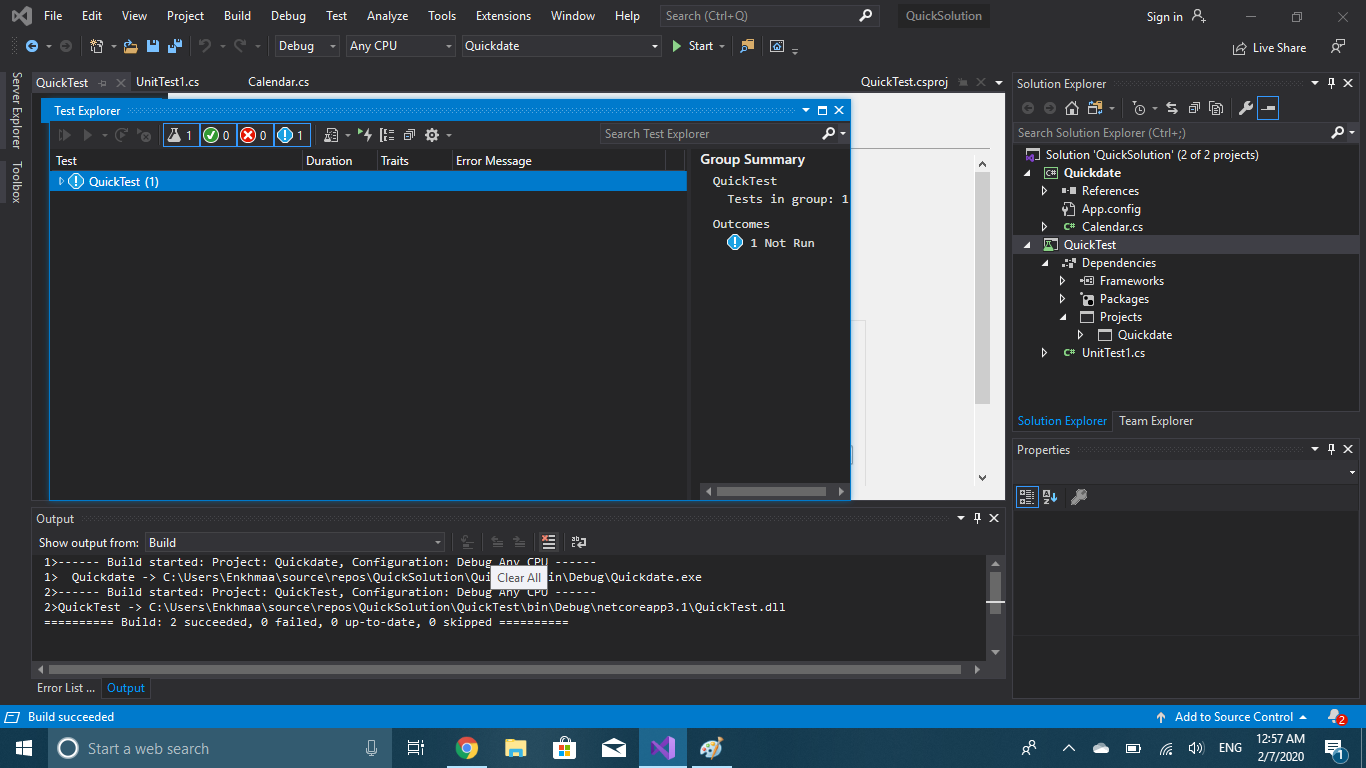 File Edit View Project Build Debug Test Analyze Tools Extensions Window Help Search (Ctrl+Q) QuickSolution Sign in
Debug Any CPU Quickdate Start Live Share
Server Explorer
Toolbox
QuickTest UnitTest1.cs Calendar.cs QuickTest.csproj
Test Explorer
1 0 0 1 Search Test Explorer
Test Duration Traits Error Message
QuickTest (1)
Group Summary
QuickTest
Tests in group: 1
Outcomes
1 Not Run
Solution Explorer
Search Solution Explorer (Ctrl+;)
Solution 'QuickSolution' (2 of 2 projects)
C# Quickdate
References
App.config
C# Calendar.cs
QuickTest
Dependencies
Frameworks
Packages
Projects
Quickdate
C# UnitTest1.cs
Solution Explorer Team Explorer
Properties
Output
Show output from: Build
1>------ Build started: Project: Quickdate, Configuration: Debug Any CPU ------
1>  Quickdate -> C:\Users\Enkhmaa\source\repos\QuickSolution\Qui in\Debug\Quickdate.exe
Clear All
2>------ Build started: Project: QuickTest, Configuration: Debug Any CPU ------
2>QuickTest -> C:\Users\Enkhmaa\source\repos\QuickSolution\QuickTest\bin\Debug\netcoreapp3.1\QuickTest.dll
========== Build: 2 succeeded, 0 failed, 0 up-to-date, 0 skipped ==========
Error List ... Output
Build succeeded Add to Source Control 2
Start a web search ENG 12:57 AM
2/7/2020 1